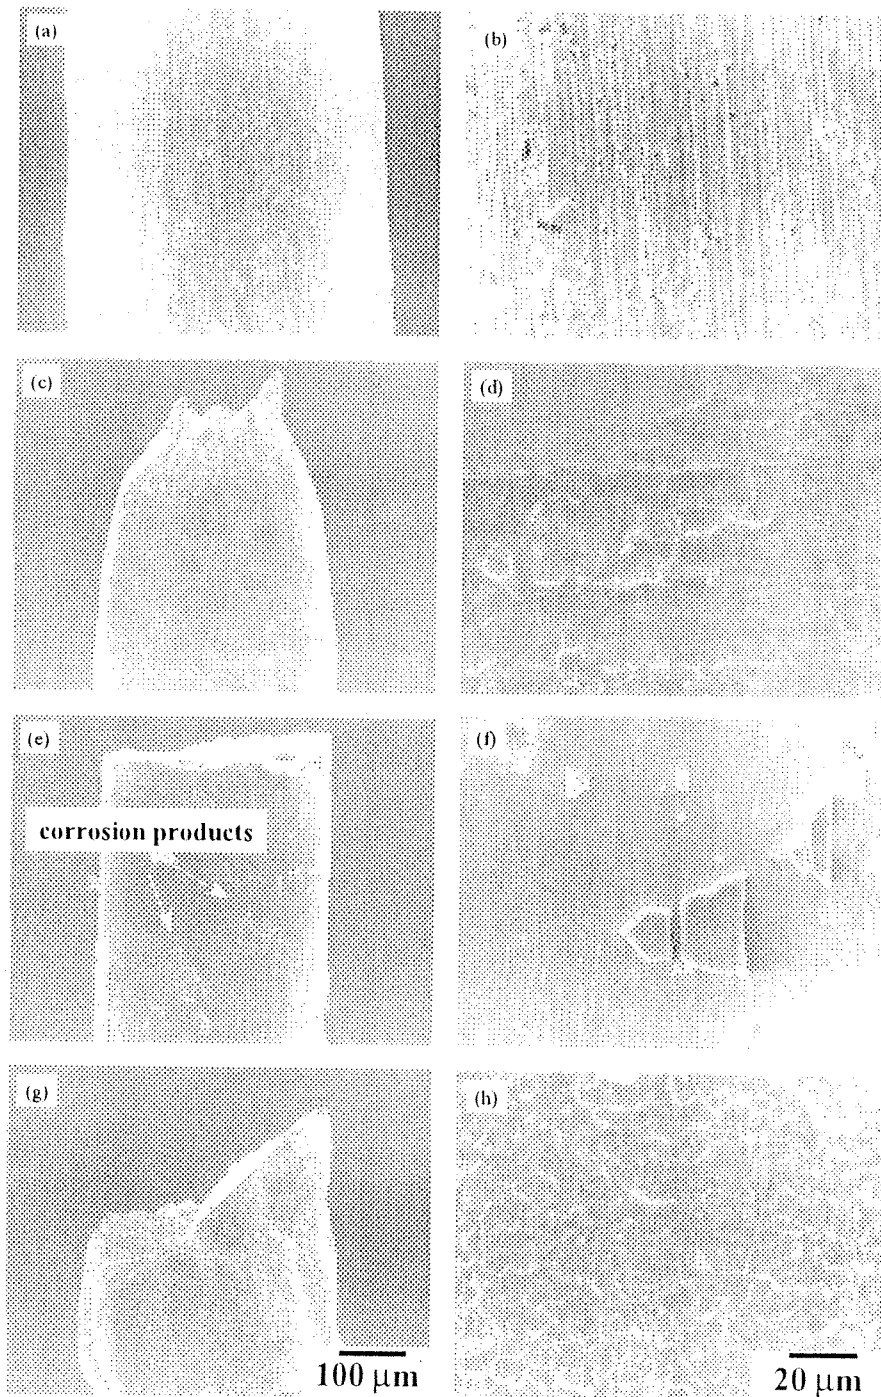 (a)
(b)
(c)
(d)
(e)
corrosion products
(f)
(g)
(h)
100 μm
20 μm